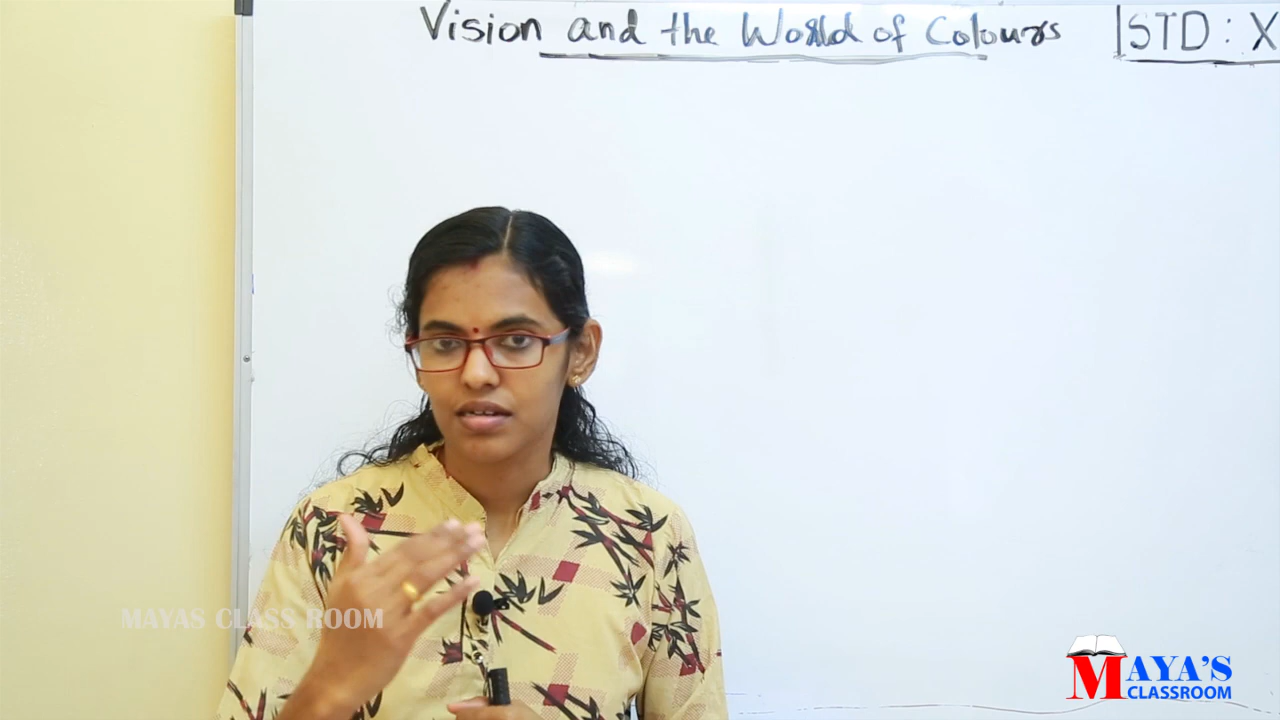 Vision and the World of Colours
STD : X
MAYAS CLASS ROOM
MAYA'S
CLASSROOM